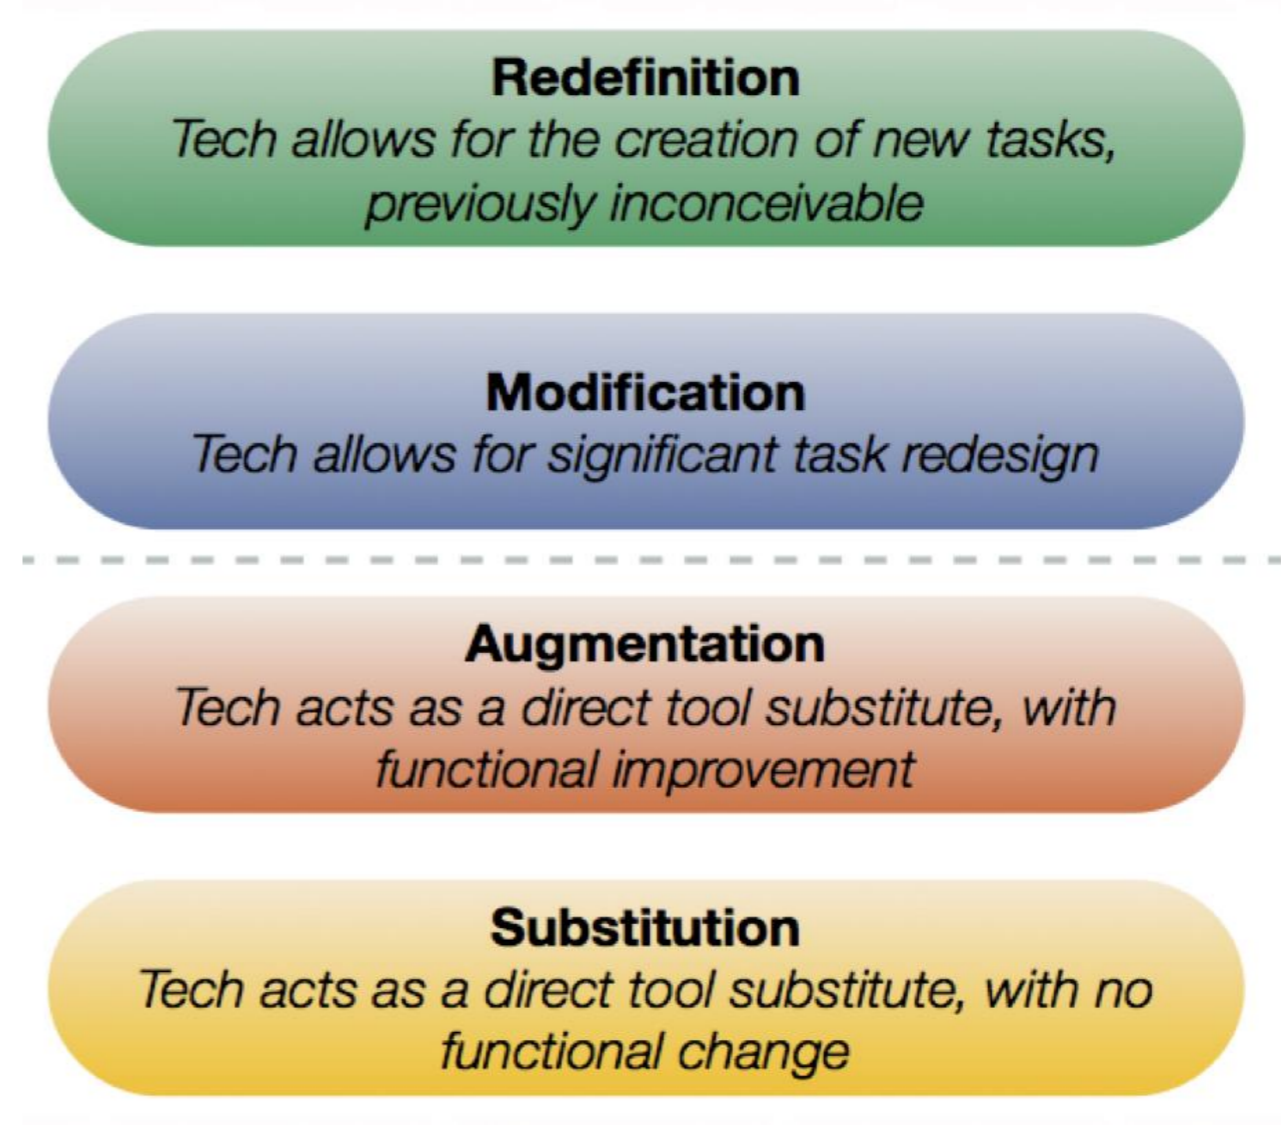 Redefinition
Tech allows for the creation of new tasks,
previously inconceivable
Modification
Tech allows for significant task redesign
Augmentation
Tech acts as a direct tool substitute, with
functional improvement
Substitution
Tech acts as a direct tool substitute, with no
functional change